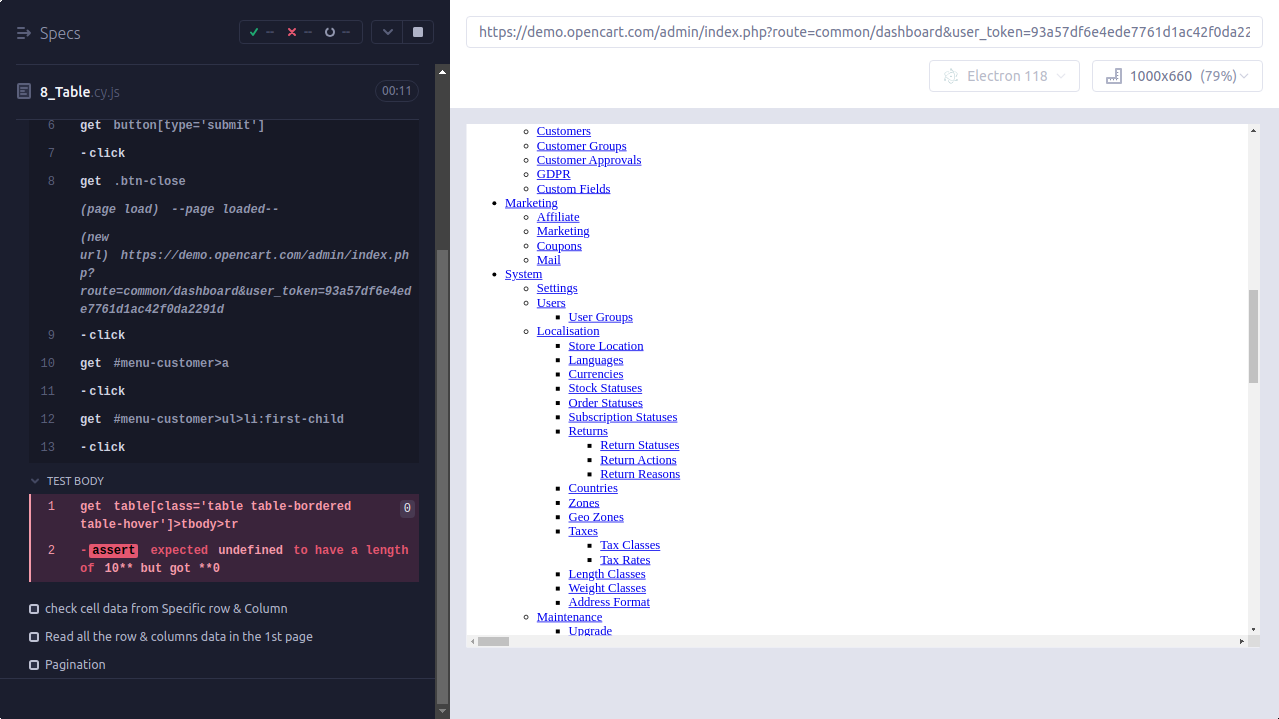 Specs
-- -- --
8_Table.cy.js
00:11
6 get button[type='submit']
7 -click
8 get .btn-close
(page load) --page loaded--
(new
url) https://demo.opencart.com/admin/index.ph
p?
route=common/dashboard&user_token=93a57df6e4ed
e7761d1ac42f0da2291d
9 -click
10 get #menu-customer>a
11 -click
12 get #menu-customer>ul>li:first-child
13 -click
TEST BODY
1 get table[class='table table-bordered 0
table-hover']>tbody>tr
2 -assert expected undefined to have a length
of 10** but got **0
check cell data from Specific row & Column
Read all the row & columns data in the 1st page
Pagination
https://demo.opencart.com/admin/index.php?route=common/dashboard&user_token=93a57df6e4ede7761d1ac42f0da22
Electron 118
1000x660 (79%)
Customers
Customer Groups
Customer Approvals
GDPR
Custom Fields
Marketing
Affiliate
Marketing
Coupons
Mail
System
Settings
Users
User Groups
Localisation
Store Location
Languages
Currencies
Stock Statuses
Order Statuses
Subscription Statuses
Returns
Return Statuses
Return Actions
Return Reasons
Countries
Zones
Geo Zones
Taxes
Tax Classes
Tax Rates
Length Classes
Weight Classes
Address Format
Maintenance
Upgrade